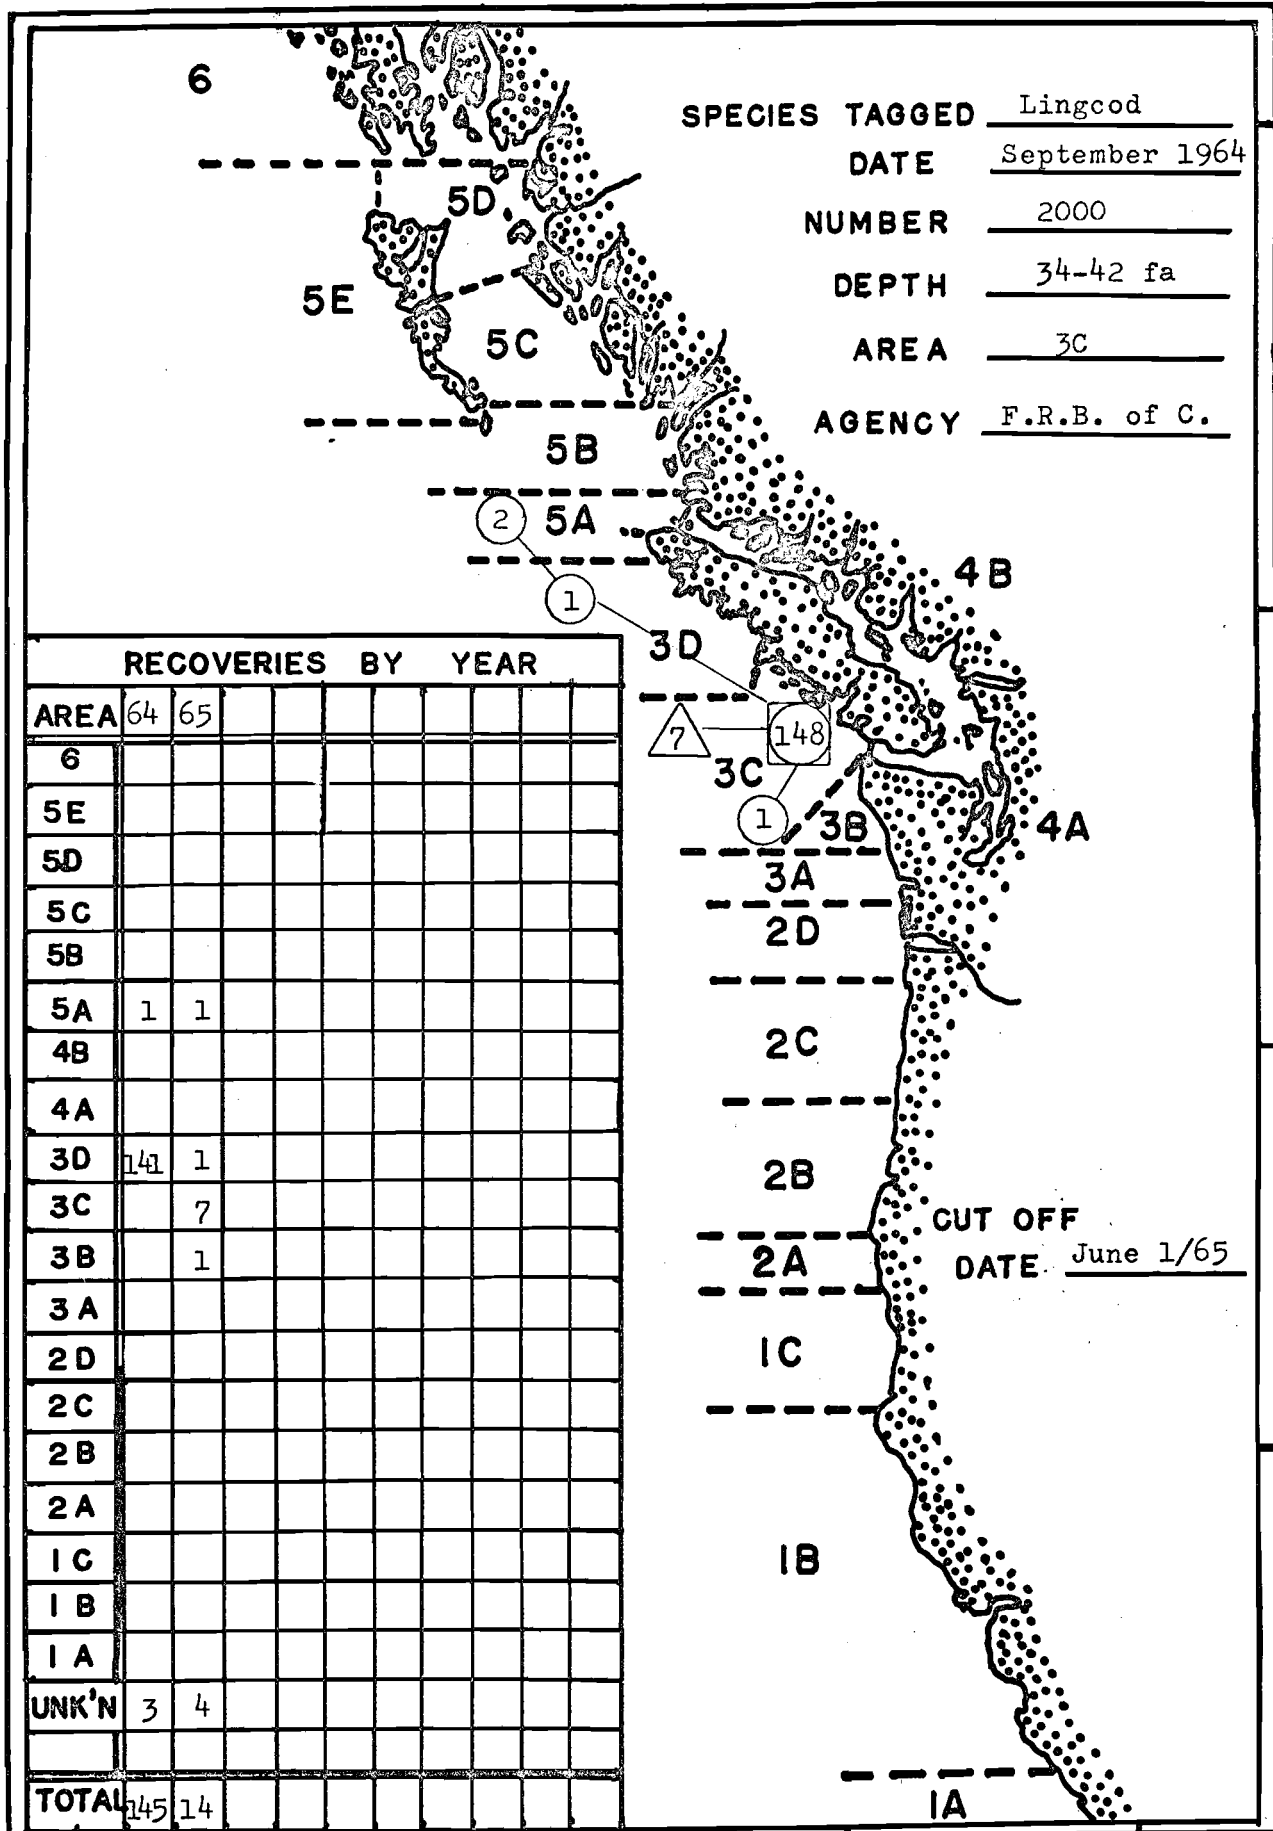 SPECIES TAGGED Lingcod
DATE September 1964
NUMBER 2000
DEPTH 34-42 fa
AREA 3C
AGENCY F.R.B. of C.
6
5D
5E
5C
5B
2
5A
4B
1
3D
7
148
3C
1
3B
4A
3A
2D
2C
2B
CUT OFF
DATE June 1/65
2A
1C
1B
1A
RECOVERIES BY YEAR
AREA 64 65
6
5E
5D
5C
5B
5A 1 1
4B
4A
3D 141 1
3C 7
3B 1
3A
2D
2C
2B
2A
1C
1B
1A
UNK'N 3 4
TOTAL 145 14